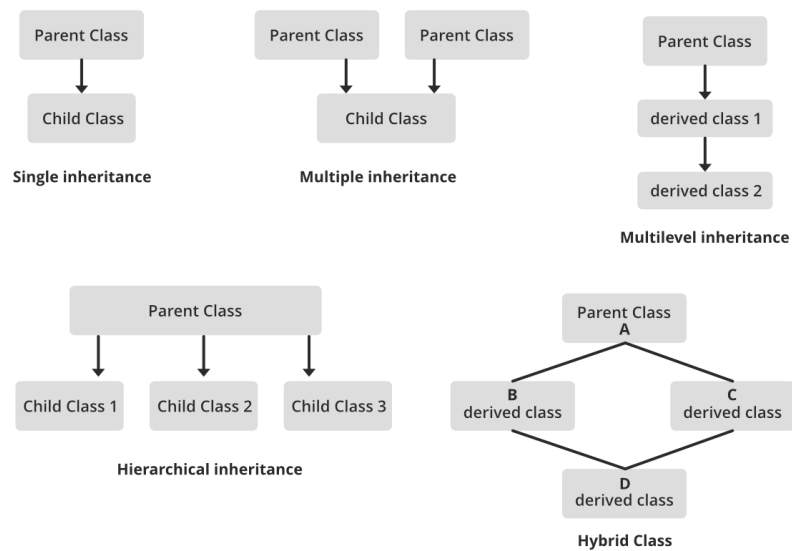 Parent Class
Child Class
Single inheritance
Parent Class
Parent Class
Child Class
Multiple inheritance
Parent Class
derived class 1
derived class 2
Multilevel inheritance
Parent Class
Child Class 1
Child Class 2
Child Class 3
Hierarchical inheritance
Parent Class
A
B
derived class
C
derived class
D
derived class
Hybrid Class